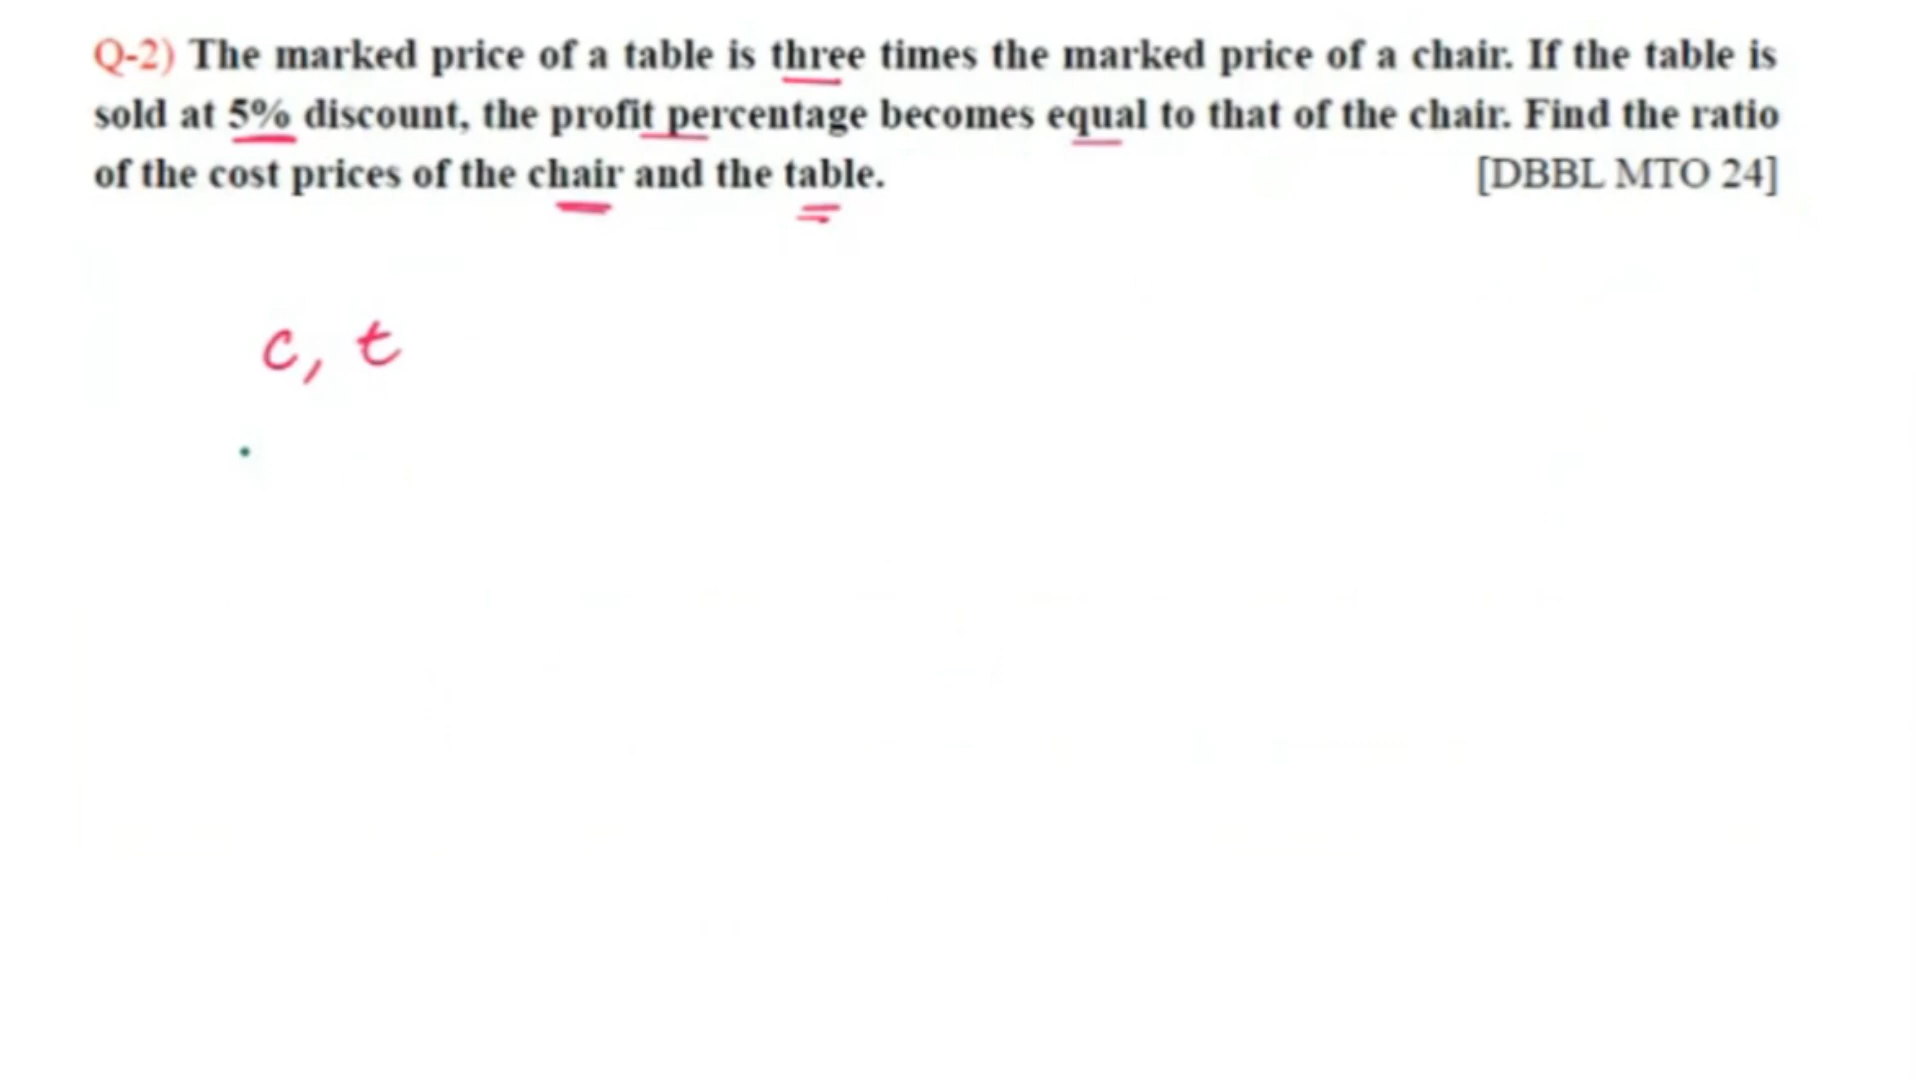 Q-2) The marked price of a table is three times the marked price of a chair. If the table is
sold at 5% discount, the profit percentage becomes equal to that of the chair. Find the ratio
of the cost prices of the chair and the table. [DBBL MTO 24]
c, t